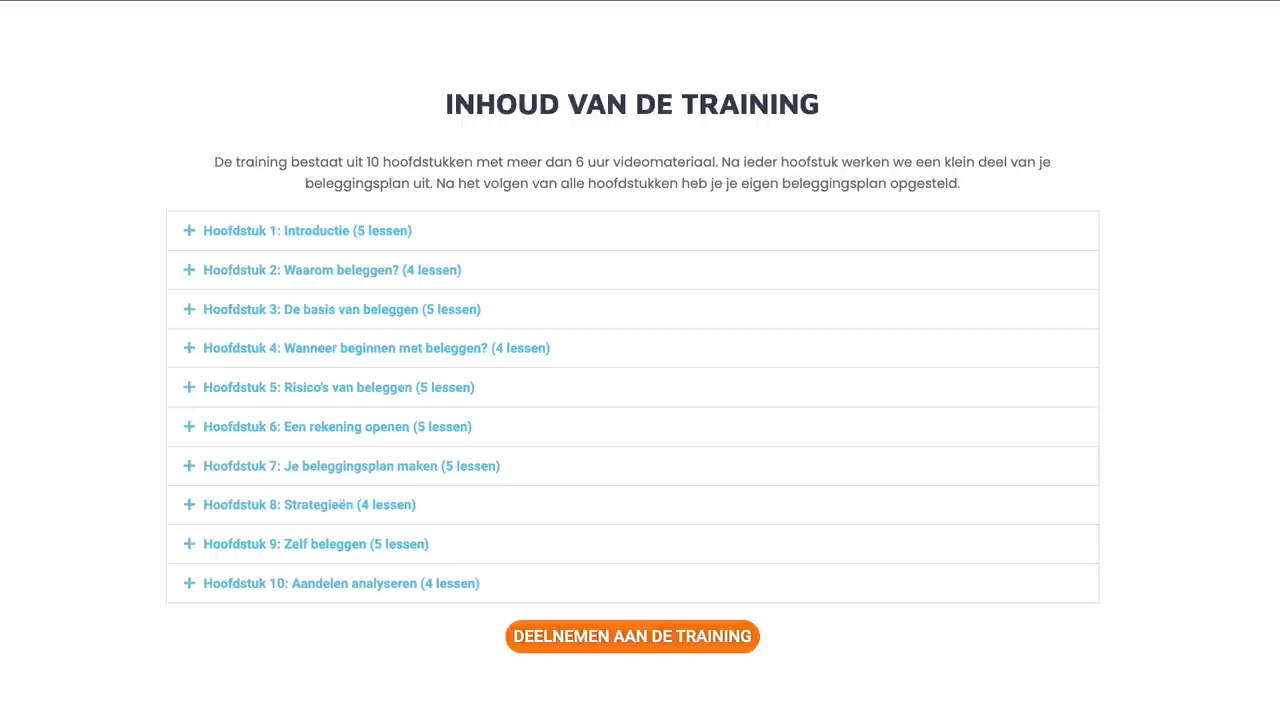 INHOUD VAN DE TRAINING
De training bestaat uit 10 hoofdstukken met meer dan 6 uur videomateriaal. Na ieder hoofstuk werken we een klein deel van je
beleggingsplan uit. Na het volgen van alle hoofdstukken heb je je eigen beleggingsplan opgesteld.
+ Hoofdstuk 1: Introductie (5 lessen)
+ Hoofdstuk 2: Waarom beleggen? (4 lessen)
+ Hoofdstuk 3: De basis van beleggen (5 lessen)
+ Hoofdstuk 4: Wanneer beginnen met beleggen? (4 lessen)
+ Hoofdstuk 5: Risico's van beleggen (5 lessen)
+ Hoofdstuk 6: Een rekening openen (5 lessen)
+ Hoofdstuk 7: Je beleggingsplan maken (5 lessen)
+ Hoofdstuk 8: Strategieën (4 lessen)
+ Hoofdstuk 9: Zelf beleggen (5 lessen)
+ Hoofdstuk 10: Aandelen analyseren (4 lessen)
DEELNEMEN AAN DE TRAINING